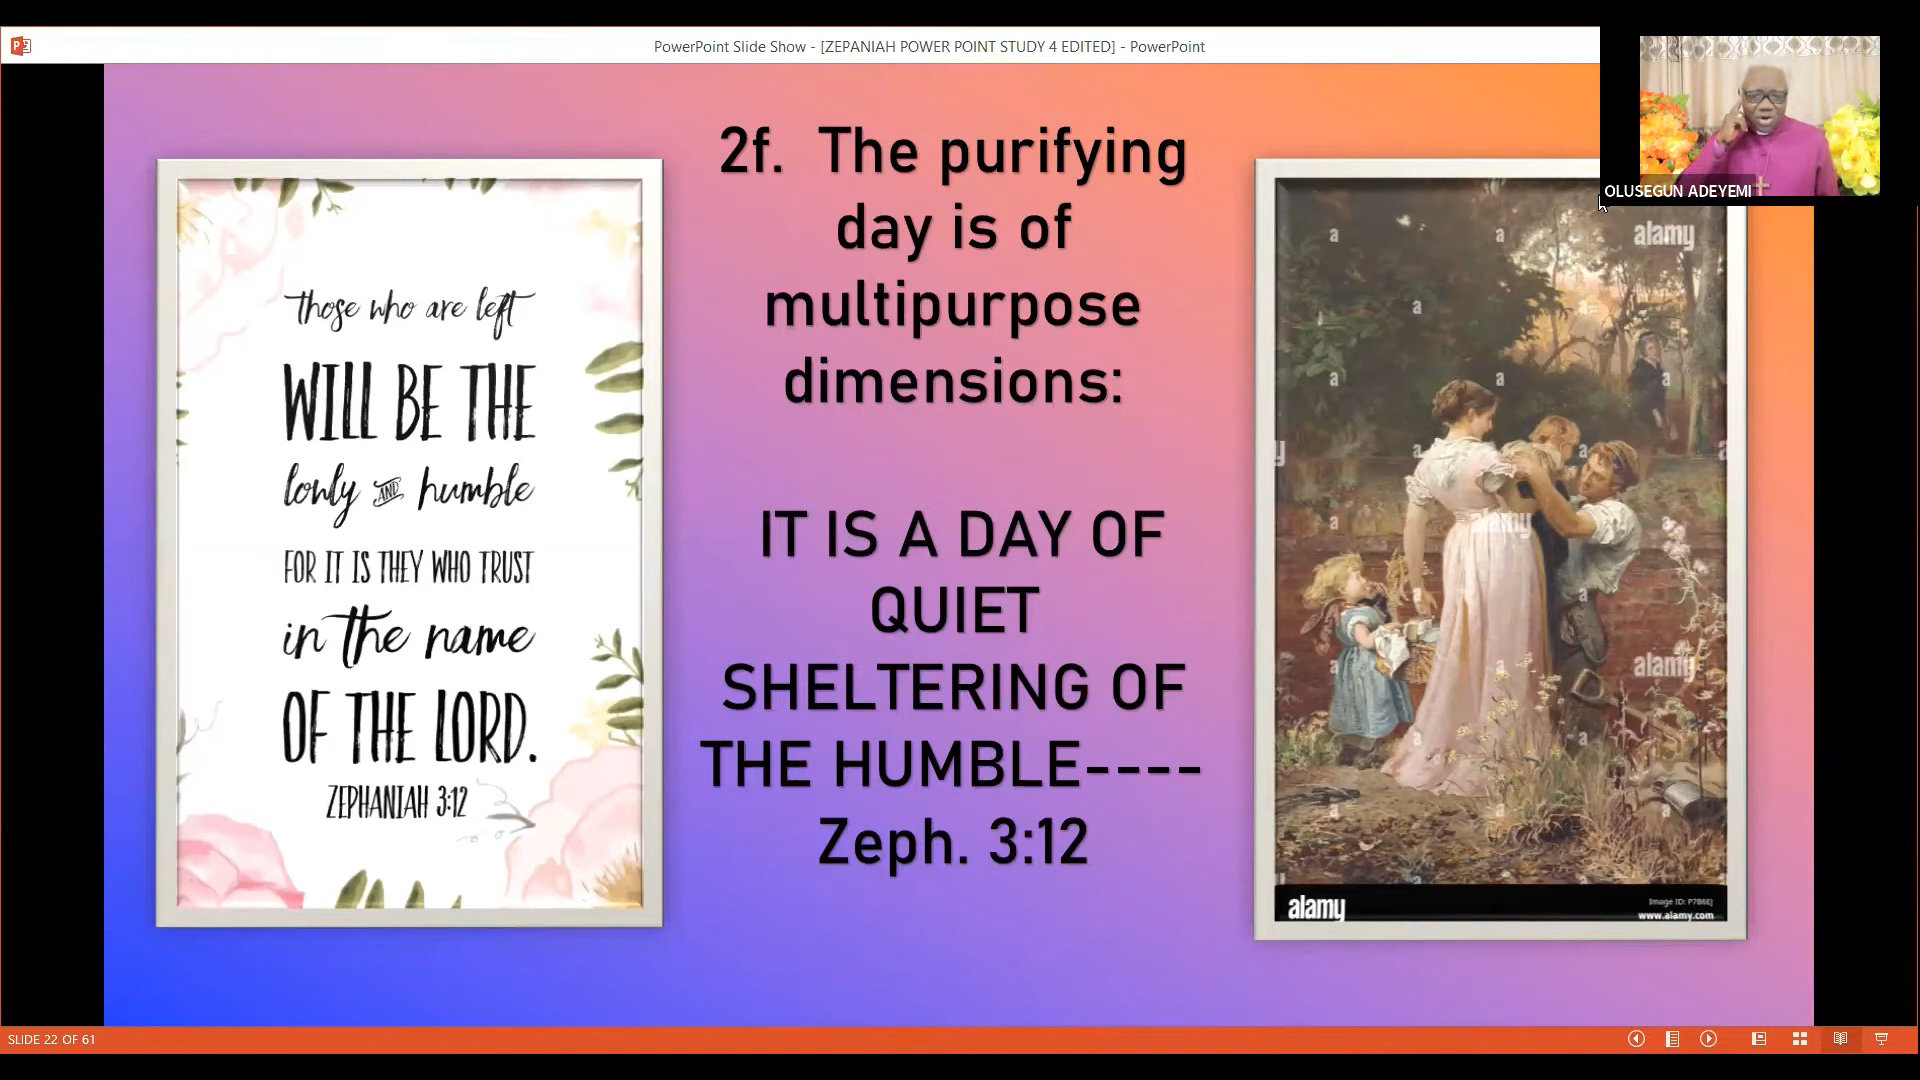 PowerPoint Slide Show - [ZEPANIAH POWER POINT STUDY 4 EDITED] - PowerPoint
OLUSEGUN ADEYEMI
2f. The purifying
day is of
multipurpose
dimensions:
IT IS A DAY OF
QUIET
SHELTERING OF
THE HUMBLE----
Zeph. 3:12
those who are left
WILL BE THE
lowly AND humble
FOR IT IS THEY WHO TRUST
in the name
OF THE LORD.
ZEPHANIAH 3:12
alamy
a a
a a
a a
a a
alamy
a a
a
a a
alamy
a a
a
alamy
Image ID: P7B6EJ
www.alamy.com
SLIDE 22 OF 61